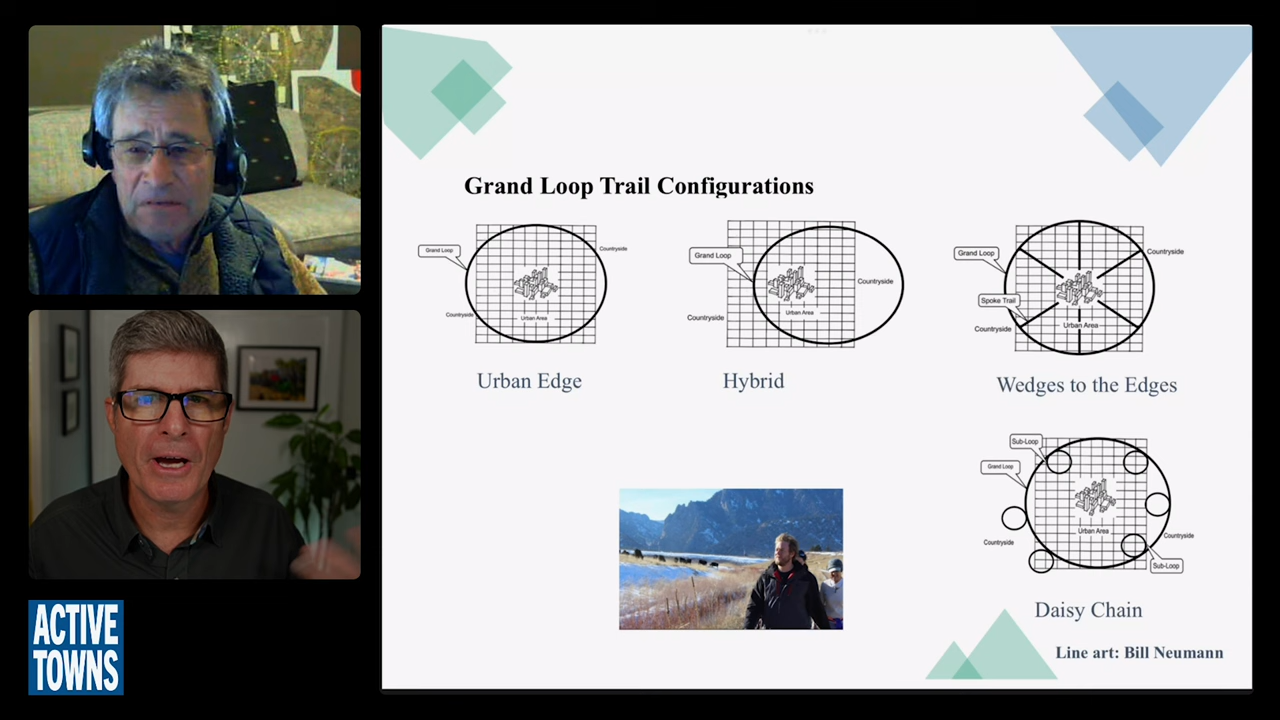 Grand Loop Trail Configurations
Grand Loop
Countryside
Countryside
Urban Area
Urban Edge
Grand Loop
Countryside
Countryside
Urban Area
Hybrid
Grand Loop
Countryside
Spoke Trail
Countryside
Urban Area
Wedges to the Edges
Sub-Loop
Grand Loop
Urban Area
Countryside
Countryside
Sub-Loop
Daisy Chain
Line art: Bill Neumann
ACTIVE
TOWNS